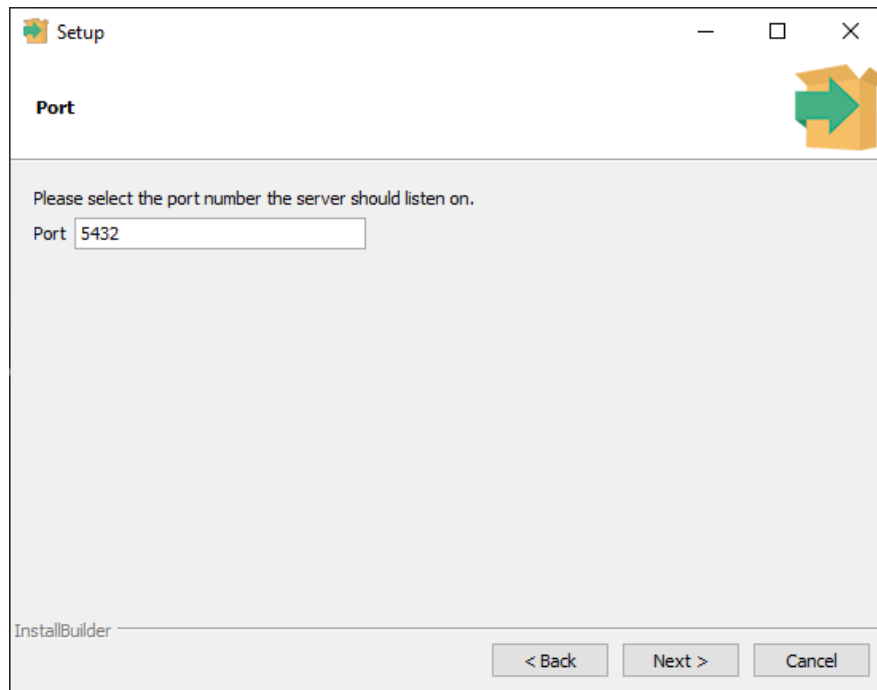 Setup
Port
Please select the port number the server should listen on.
Port 5432
InstallBuilder
< Back Next > Cancel